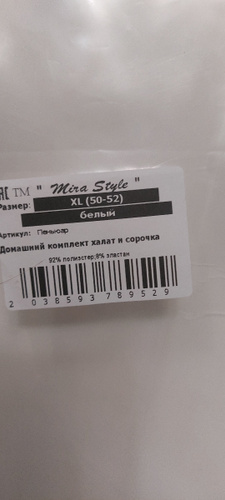 EAC TM " Mira Style "
Размер: XL (50-52)
белый
Артикул: Пеньюар
Домашний комплект халат и сорочка
92% полиэстер;8% эластан
2 038593 789529